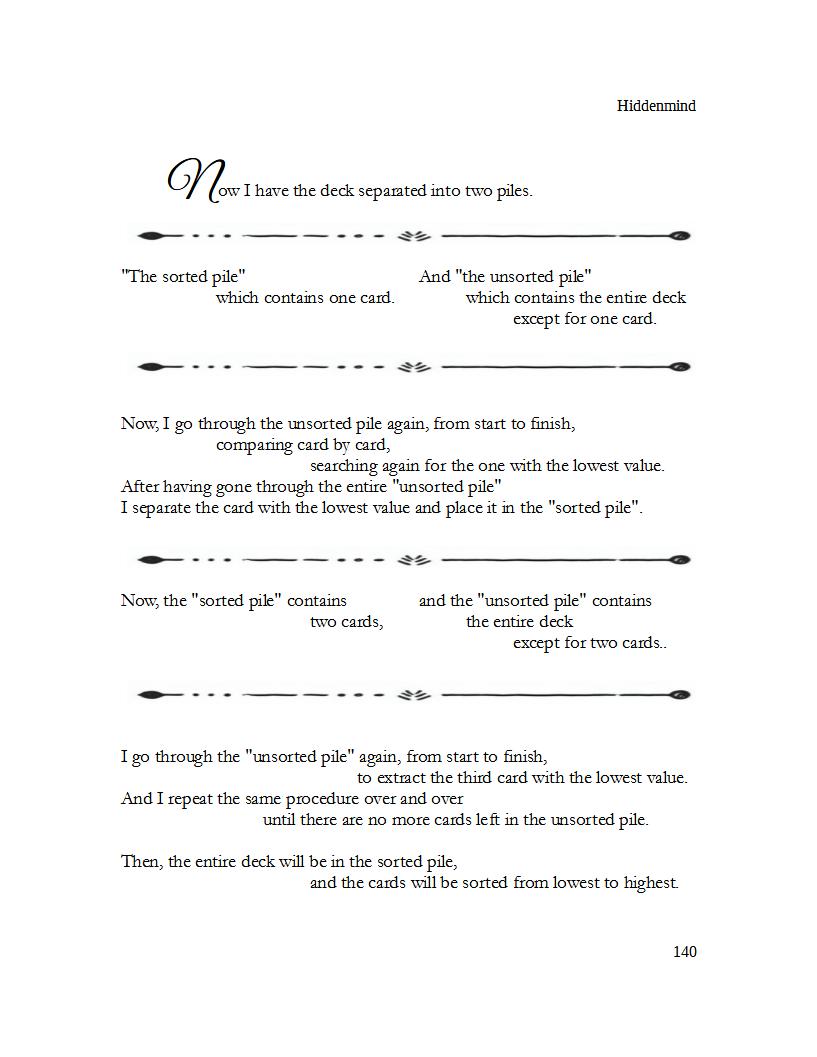 Hiddenmind
Now I have the deck separated into two piles.
"The sorted pile"
which contains one card.
And "the unsorted pile"
which contains the entire deck
except for one card.
Now, I go through the unsorted pile again, from start to finish,
comparing card by card,
searching again for the one with the lowest value.
After having gone through the entire "unsorted pile"
I separate the card with the lowest value and place it in the "sorted pile".
Now, the "sorted pile" contains
two cards,
and the "unsorted pile" contains
the entire deck
except for two cards..
I go through the "unsorted pile" again, from start to finish,
to extract the third card with the lowest value.
And I repeat the same procedure over and over
until there are no more cards left in the unsorted pile.
Then, the entire deck will be in the sorted pile,
and the cards will be sorted from lowest to highest.
140